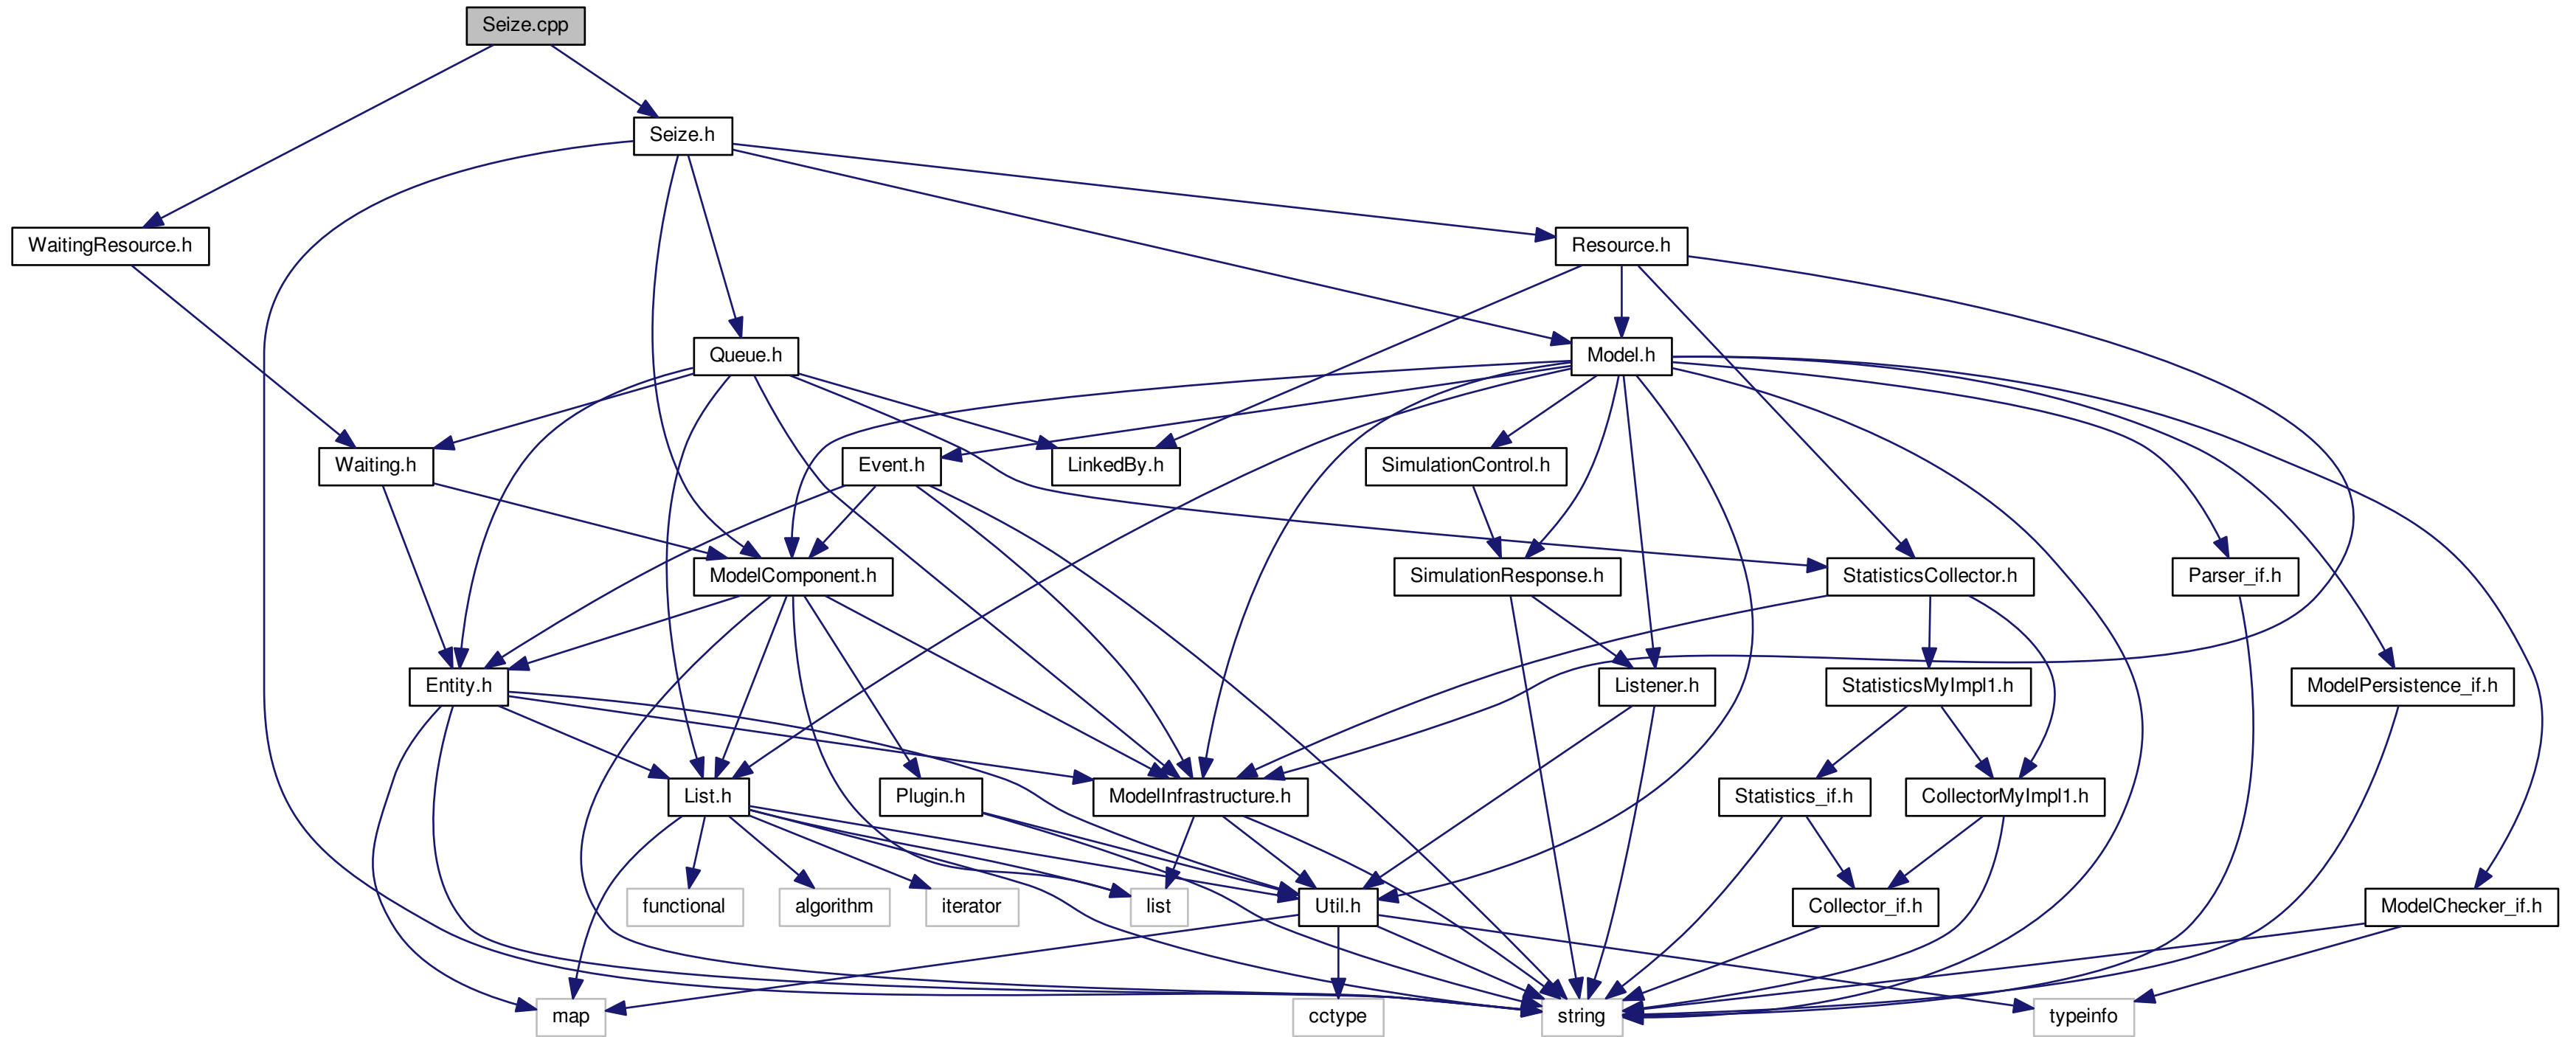 Seize.cpp
Seize.h
WaitingResource.h
Resource.h
Queue.h
Model.h
Waiting.h
Event.h
LinkedBy.h
SimulationControl.h
ModelComponent.h
SimulationResponse.h
StatisticsCollector.h
Parser_if.h
Entity.h
Listener.h
StatisticsMyImpl1.h
ModelPersistence_if.h
List.h
Plugin.h
ModelInfrastructure.h
Statistics_if.h
CollectorMyImpl1.h
functional
algorithm
iterator
list
Util.h
Collector_if.h
ModelChecker_if.h
map
cctype
string
typeinfo